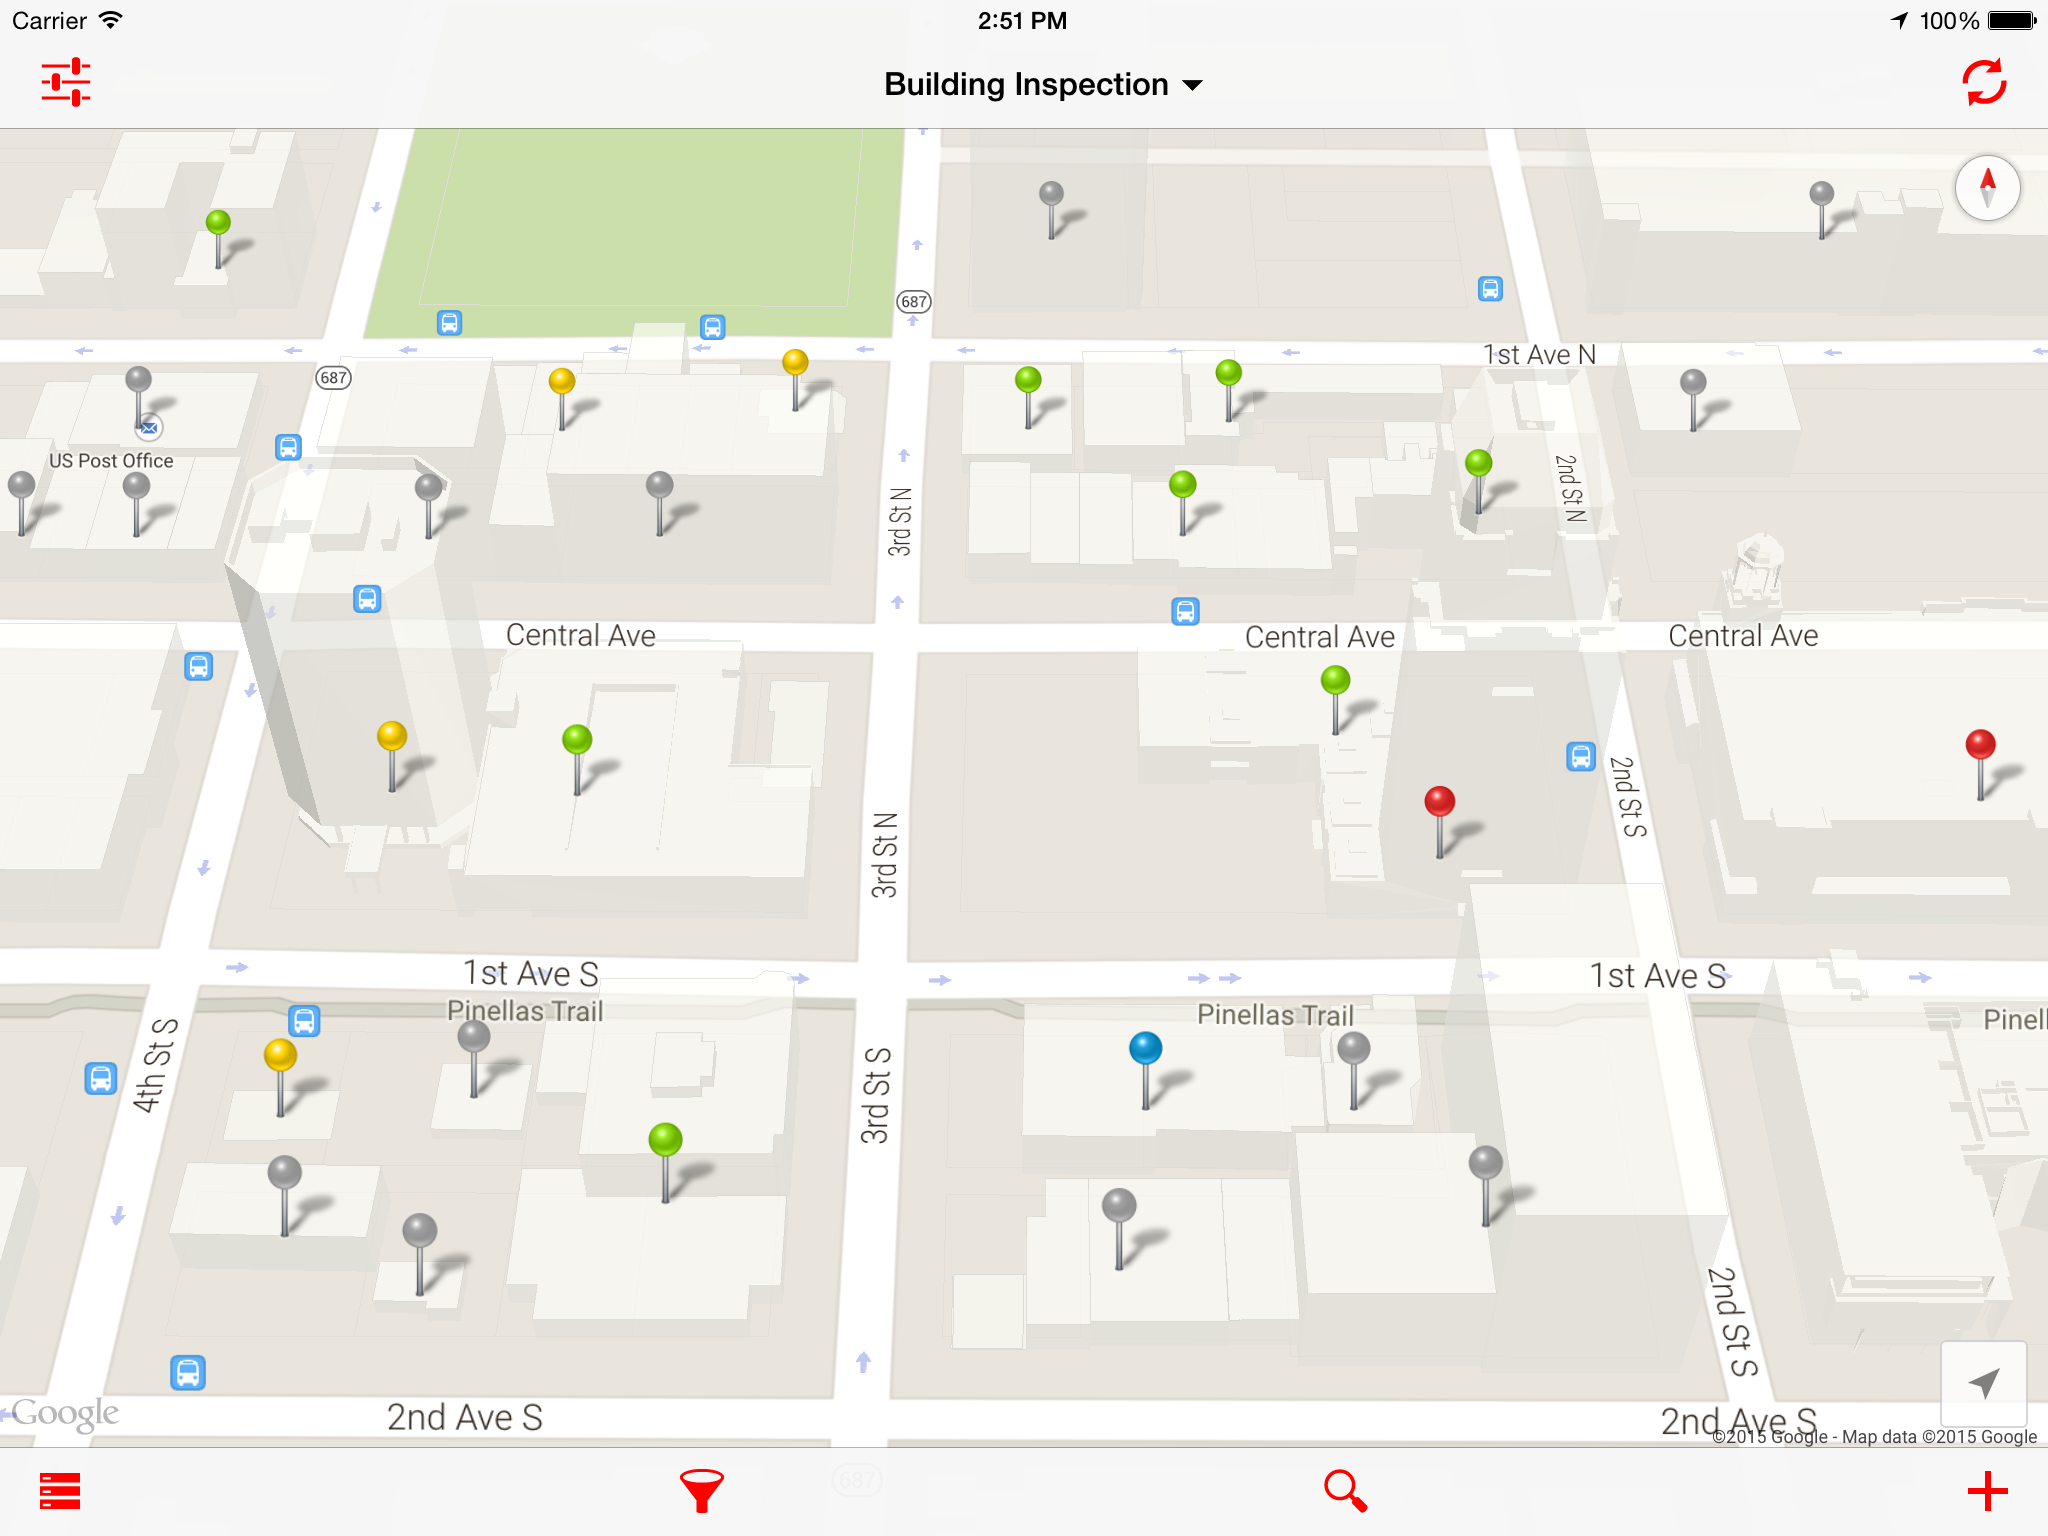 Carrier
2:51 PM
100%
Building Inspection
687
1st Ave N
687
US Post Office
2nd St N
3rd St N
Central Ave
Central Ave
Central Ave
2nd St S
3rd St N
1st Ave S
1st Ave S
Pinellas Trail
Pinellas Trail
Pinell
4th St S
3rd St S
2nd St S
Google
2nd Ave S
2nd Ave S
©2015 Google - Map data ©2015 Google
687